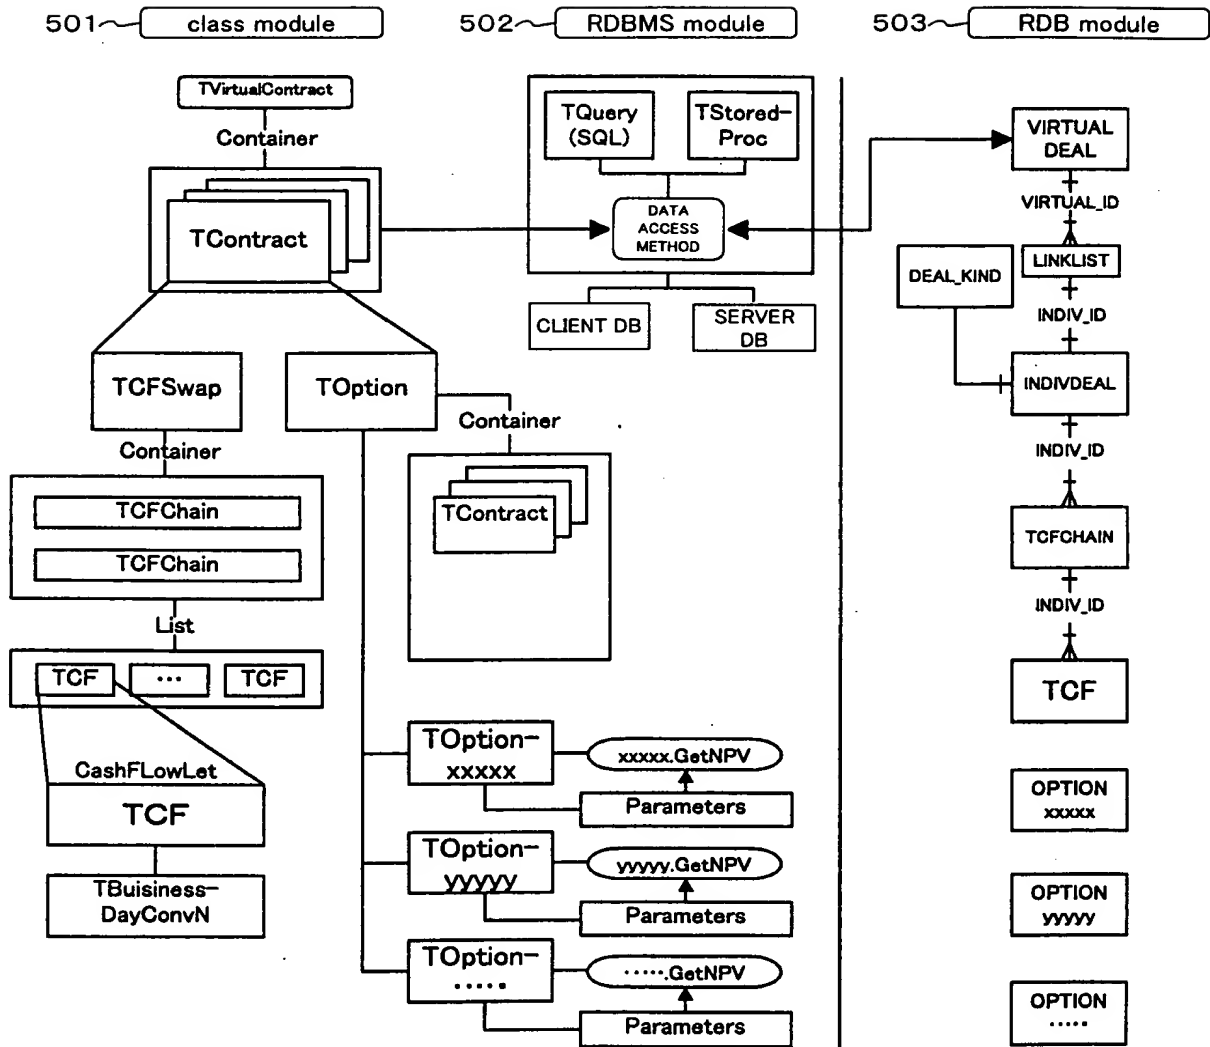 501 class module
502 RDBMS module
503 RDB module
TVirtualContract
Container
TContract
TQuery
(SQL)
TStored-
Proc
DATA
ACCESS
METHOD
CLIENT DB
SERVER
DB
VIRTUAL
DEAL
VIRTUAL_ID
LINKLIST
DEAL_KIND
INDIV_ID
INDIVDEAL
INDIV_ID
TCFCHAIN
INDIV_ID
TCF
TCFSwap
TOption
Container
Container
TCFChain
TCFChain
TContract
List
TCF
...
TCF
CashFLowLet
TCF
TBuisiness-
DayConvN
TOption-
xxxxx
xxxxx.GetNPV
Parameters
TOption-
yyyyy
yyyyy.GetNPV
Parameters
TOption-
.....
.....GetNPV
Parameters
OPTION
xxxxx
OPTION
yyyyy
OPTION
.....